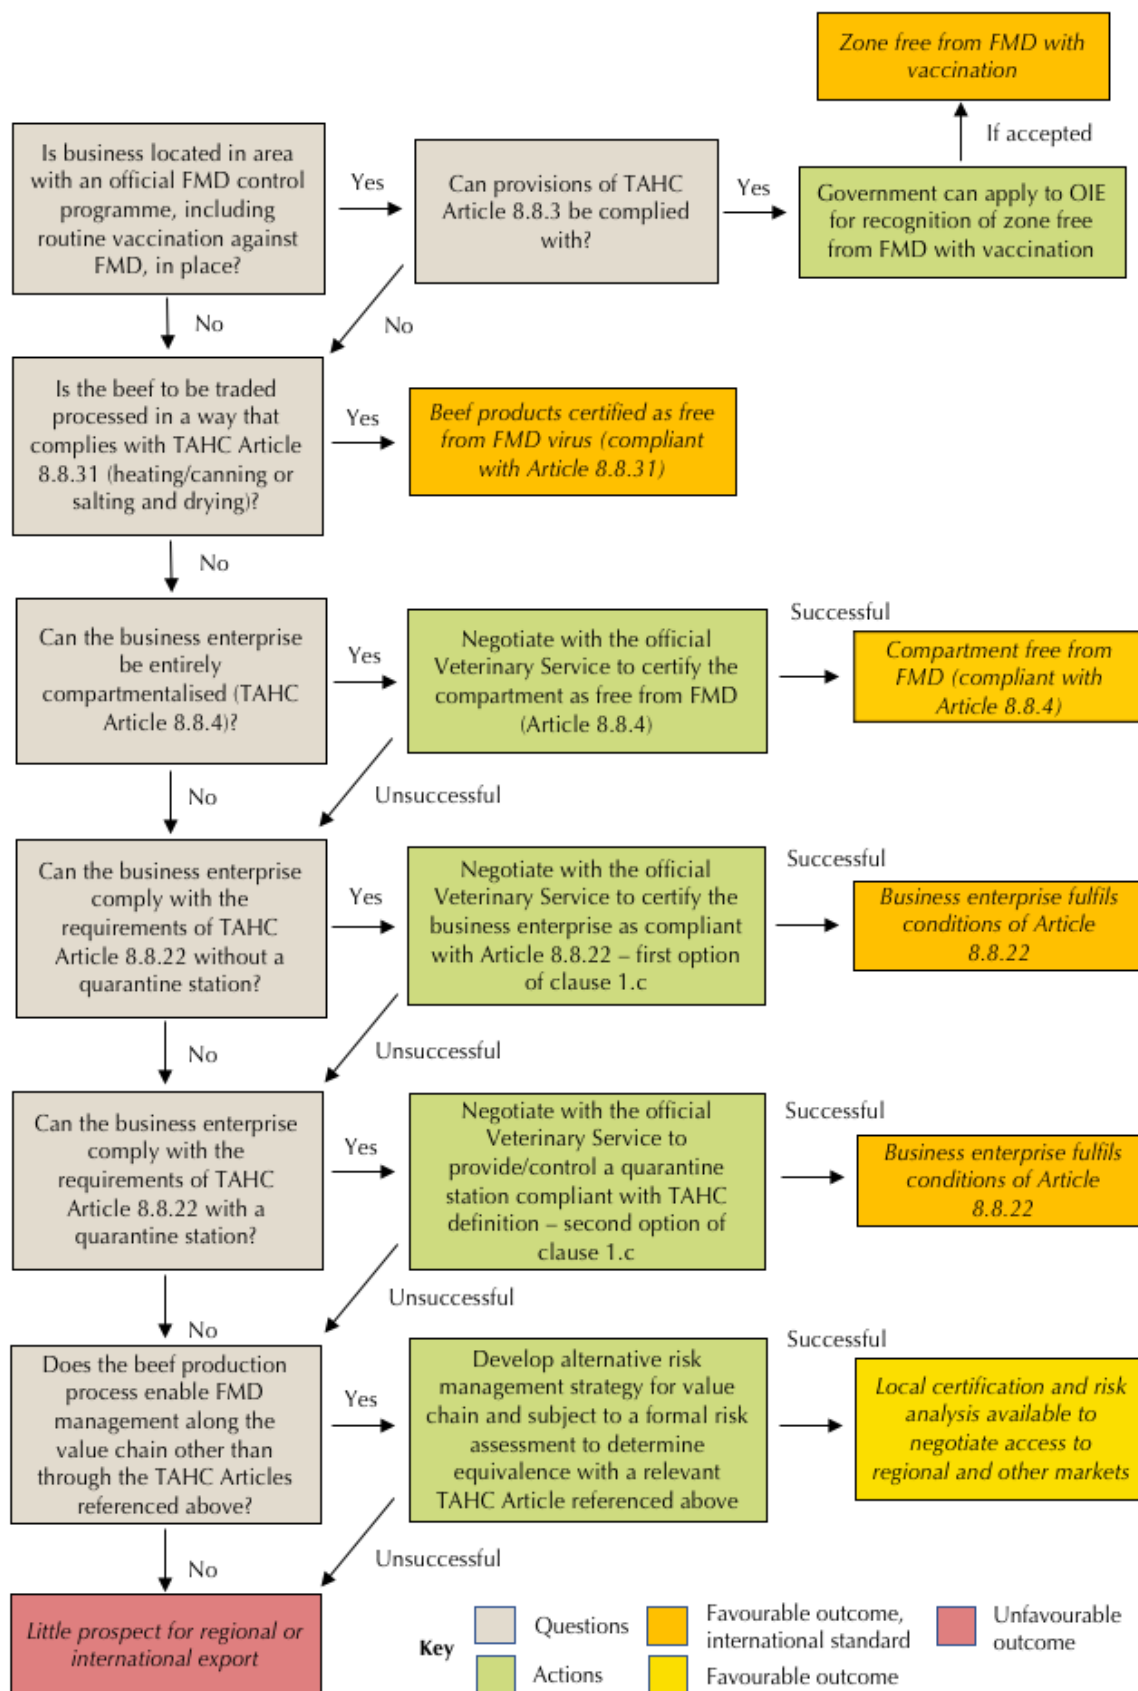 Zone free from FMD with
vaccination
If accepted
Is business located in area
with an official FMD control
programme, including
routine vaccination against
FMD, in place?
Yes
Can provisions of TAHC
Article 8.8.3 be complied
with?
Yes
Government can apply to OIE
for recognition of zone free
from FMD with vaccination
No
No
Is the beef to be traded
processed in a way that
complies with TAHC Article
8.8.31 (heating/canning or
salting and drying)?
Yes
Beef products certified as free
from FMD virus (compliant
with Article 8.8.31)
No
Can the business enterprise
be entirely
compartmentalised (TAHC
Article 8.8.4)?
Yes
Negotiate with the official
Veterinary Service to certify the
compartment as free from FMD
(Article 8.8.4)
Successful
Compartment free from
FMD (compliant with
Article 8.8.4)
No
Unsuccessful
Can the business enterprise
comply with the
requirements of TAHC
Article 8.8.22 without a
quarantine station?
Yes
Negotiate with the official
Veterinary Service to certify the
business enterprise as compliant
with Article 8.8.22 – first option
of clause 1.c
Successful
Business enterprise fulfils
conditions of Article
8.8.22
No
Unsuccessful
Can the business enterprise
comply with the
requirements of TAHC
Article 8.8.22 with a
quarantine station?
Yes
Negotiate with the official
Veterinary Service to
provide/control a quarantine
station compliant with TAHC
definition – second option of
clause 1.c
Successful
Business enterprise fulfils
conditions of Article
8.8.22
No
Unsuccessful
Does the beef production
process enable FMD
management along the
value chain other than
through the TAHC Articles
referenced above?
Yes
Develop alternative risk
management strategy for value
chain and subject to a formal risk
assessment to determine
equivalence with a relevant
TAHC Article referenced above
Successful
Local certification and risk
analysis available to
negotiate access to
regional and other markets
No
Unsuccessful
Little prospect for regional or
international export
Key
Questions
Actions
Favourable outcome,
international standard
Favourable outcome
Unfavourable
outcome